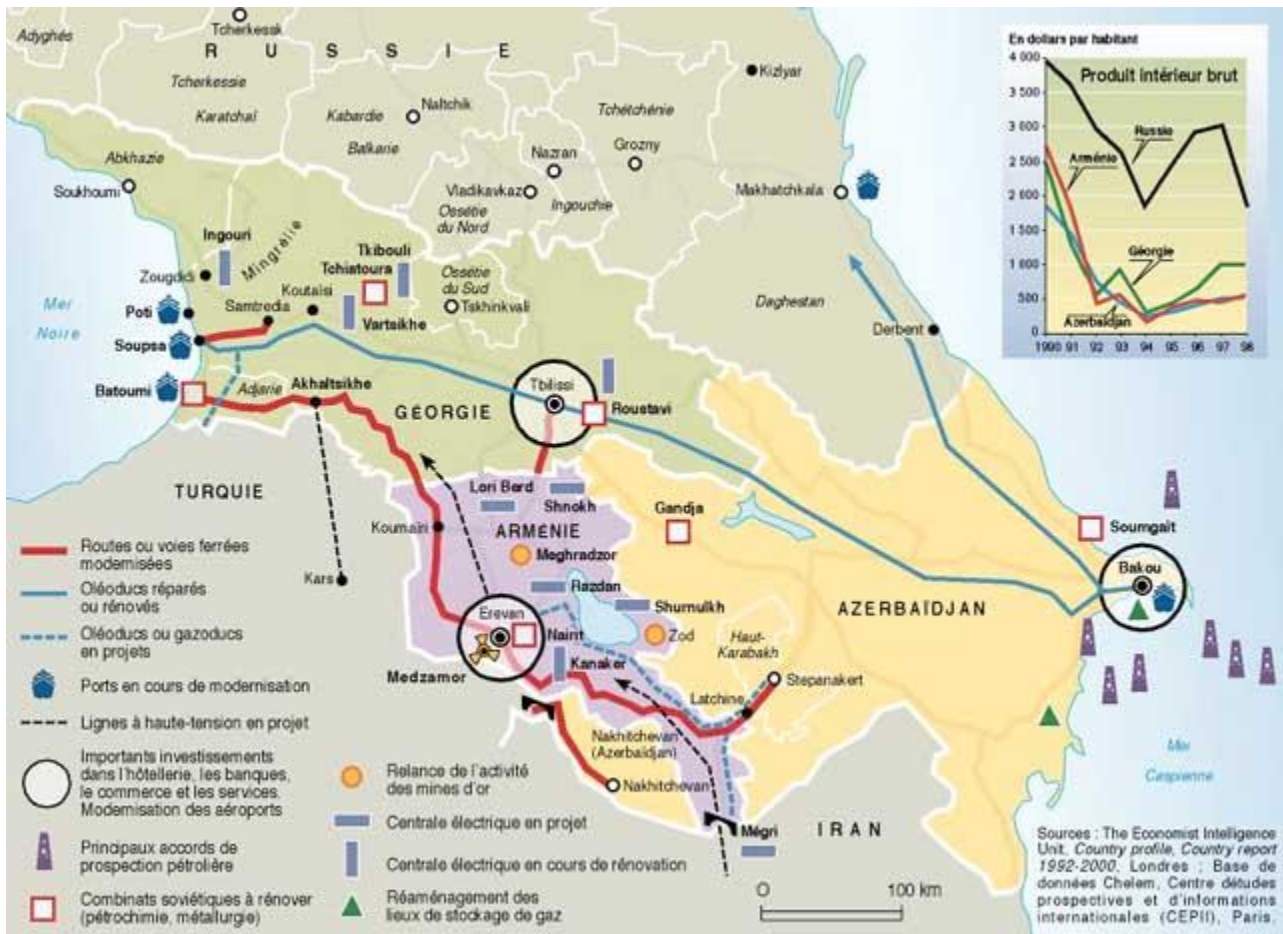 Adyghés
Tcherkessk
R U S S I E
Tcherkessie
Karatchaï
Kabardie
Balkarie
Naltchik
Tchétchénie
Kizlyar
Nazran
Grozny
Vladikavkaz
Ingouchie
Ossétie
du Nord
Makhatchkala
Daghestan
Derbent
Abkhazie
Soukhoumi
Ingouri
Mingrélie
Zougdidi
Tkibouli
Tchiatoura
Koutaïsi
Ossétie
du Sud
Tskhinkvali
Samtredia
Vartsikhe
Mer
Noire
Poti
Soupsa
Batoumi
Adjarie
Akhaltsikhe
GÉORGIE
Tbilissi
Roustavi
TURQUIE
Lori Berd
Shnokh
ARMÉNIE
Koumaïri
Meghradzor
Gandja
Kars
Razdan
Erevan
Nairit
Shurnulkh
Zod
Kanaker
Medzamor
Haut-
Karabakh
Stepanakert
Latchine
Nakhitchevan
(Azerbaïdjan)
Nakhitchevan
Mégri
I R A N
AZERBAÏDJAN
Soumgaït
Bakou
Mer
Caspienne
En dollars par habitant
Produit intérieur brut
4 000
3 500
3 000
2 500
2 000
1 500
1 000
500
0
Russie
Arménie
Géorgie
Azerbaïdjan
1990 91 92 93 94 95 96 97 98
Routes ou voies ferrées
modernisées
Oléoducs réparés
ou rénovés
Oléoducs ou gazoducs
en projets
Ports en cours de modernisation
Lignes à haute-tension en projet
Importants investissements
dans l'hôtellerie, les banques,
le commerce et les services.
Modernisation des aéroports
Principaux accords de
prospection pétrolière
Combinats soviétiques à rénover
(pétrochimie, métallurgie)
Relance de l'activité
des mines d'or
Centrale électrique en projet
Centrale électrique en cours de rénovation
Réaménagement des
lieux de stockage de gaz
0 100 km
Sources : The Economist Intelligence
Unit, Country profile, Country report
1992-2000, Londres ; Base de
données Chelem, Centre détudes
prospectives et d'informations
internationales (CEPII), Paris.